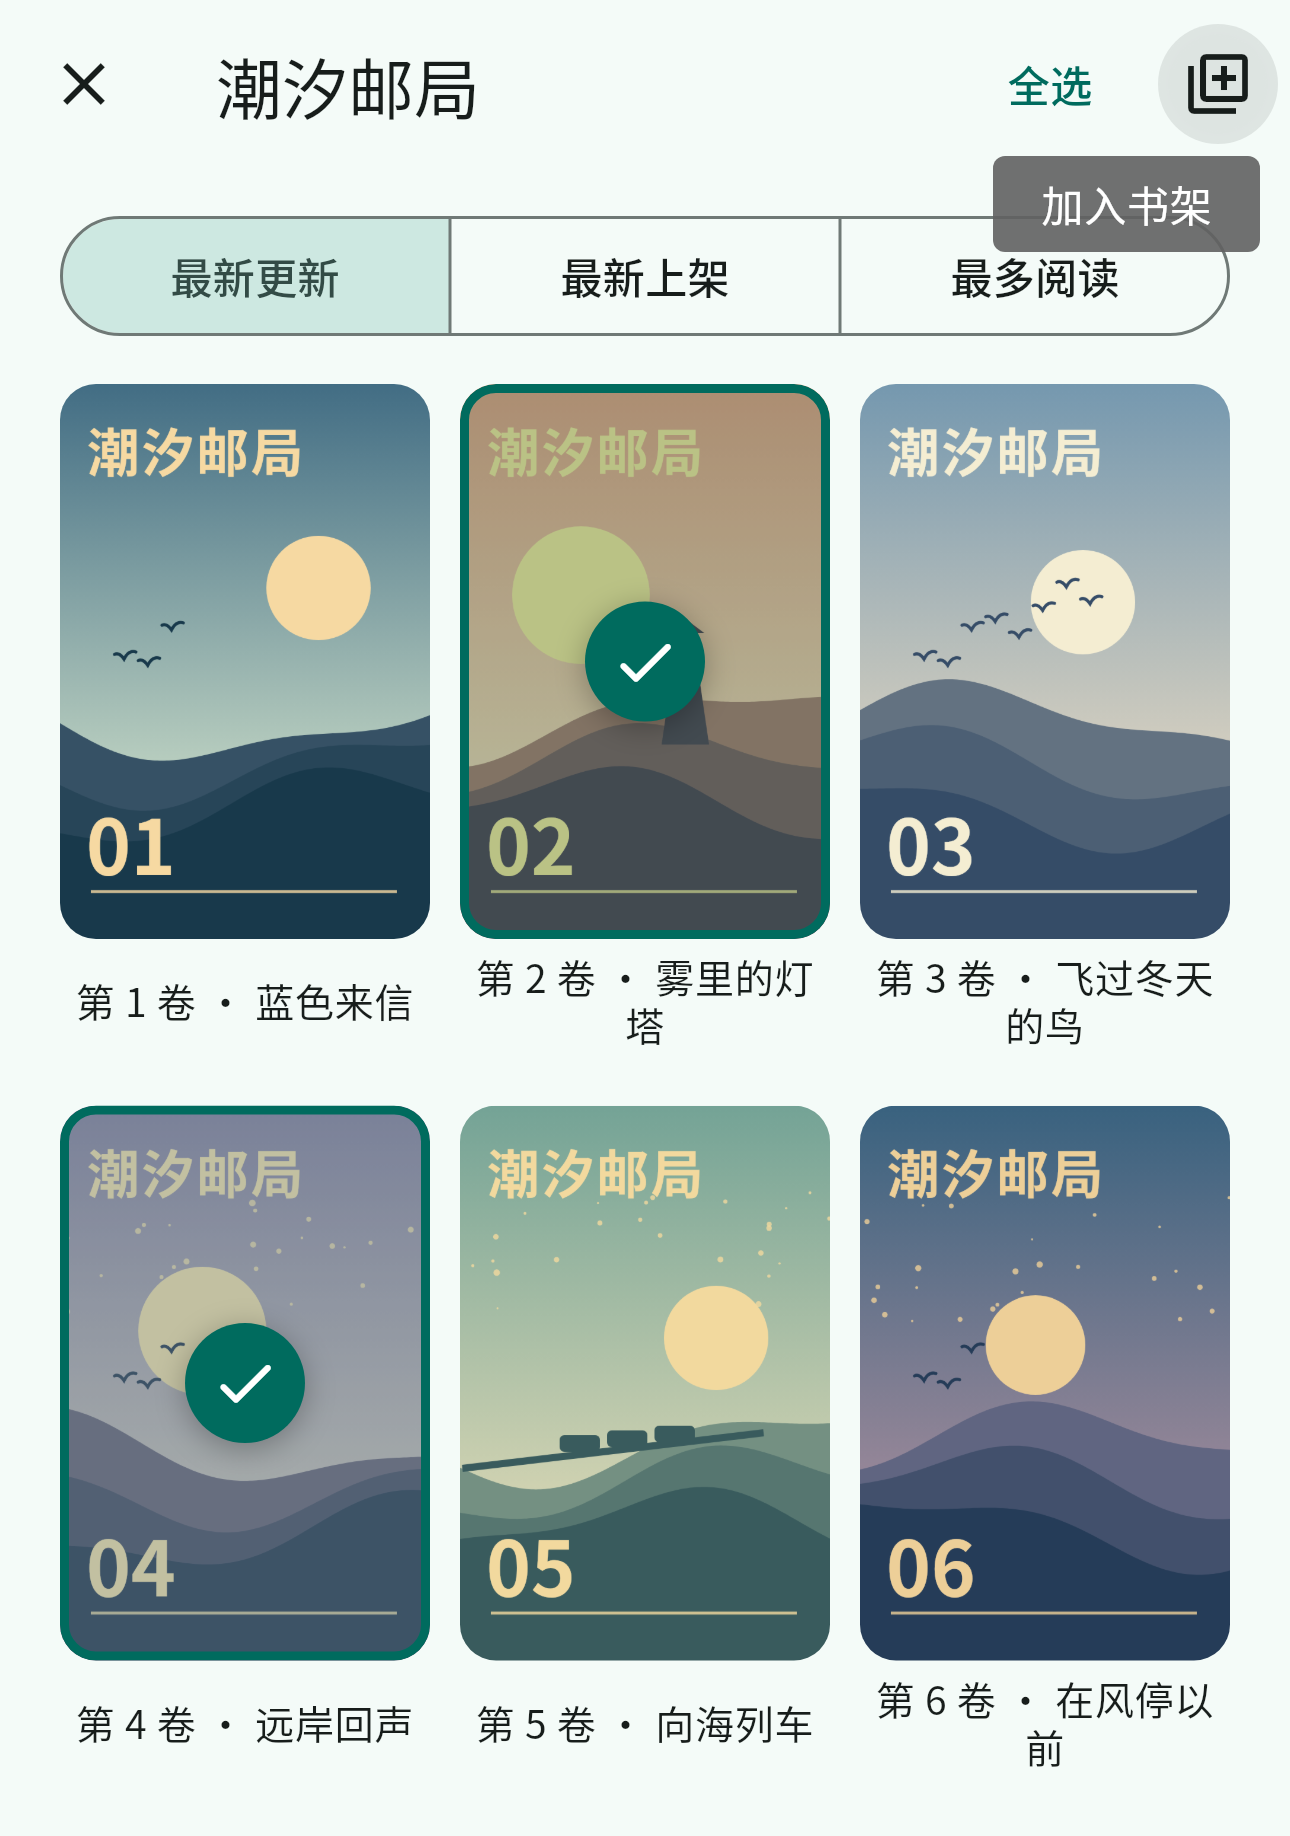 潮汐邮局
全选
加入书架
最新更新
最新上架
最多阅读
潮汐邮局
01
潮汐邮局
02
潮汐邮局
03
第 1 卷 · 蓝色来信
第 2 卷 · 雾里的灯
塔
第 3 卷 · 飞过冬天
的鸟
潮汐邮局
04
潮汐邮局
05
潮汐邮局
06
第 4 卷 · 远岸回声
第 5 卷 · 向海列车
第 6 卷 · 在风停以
前